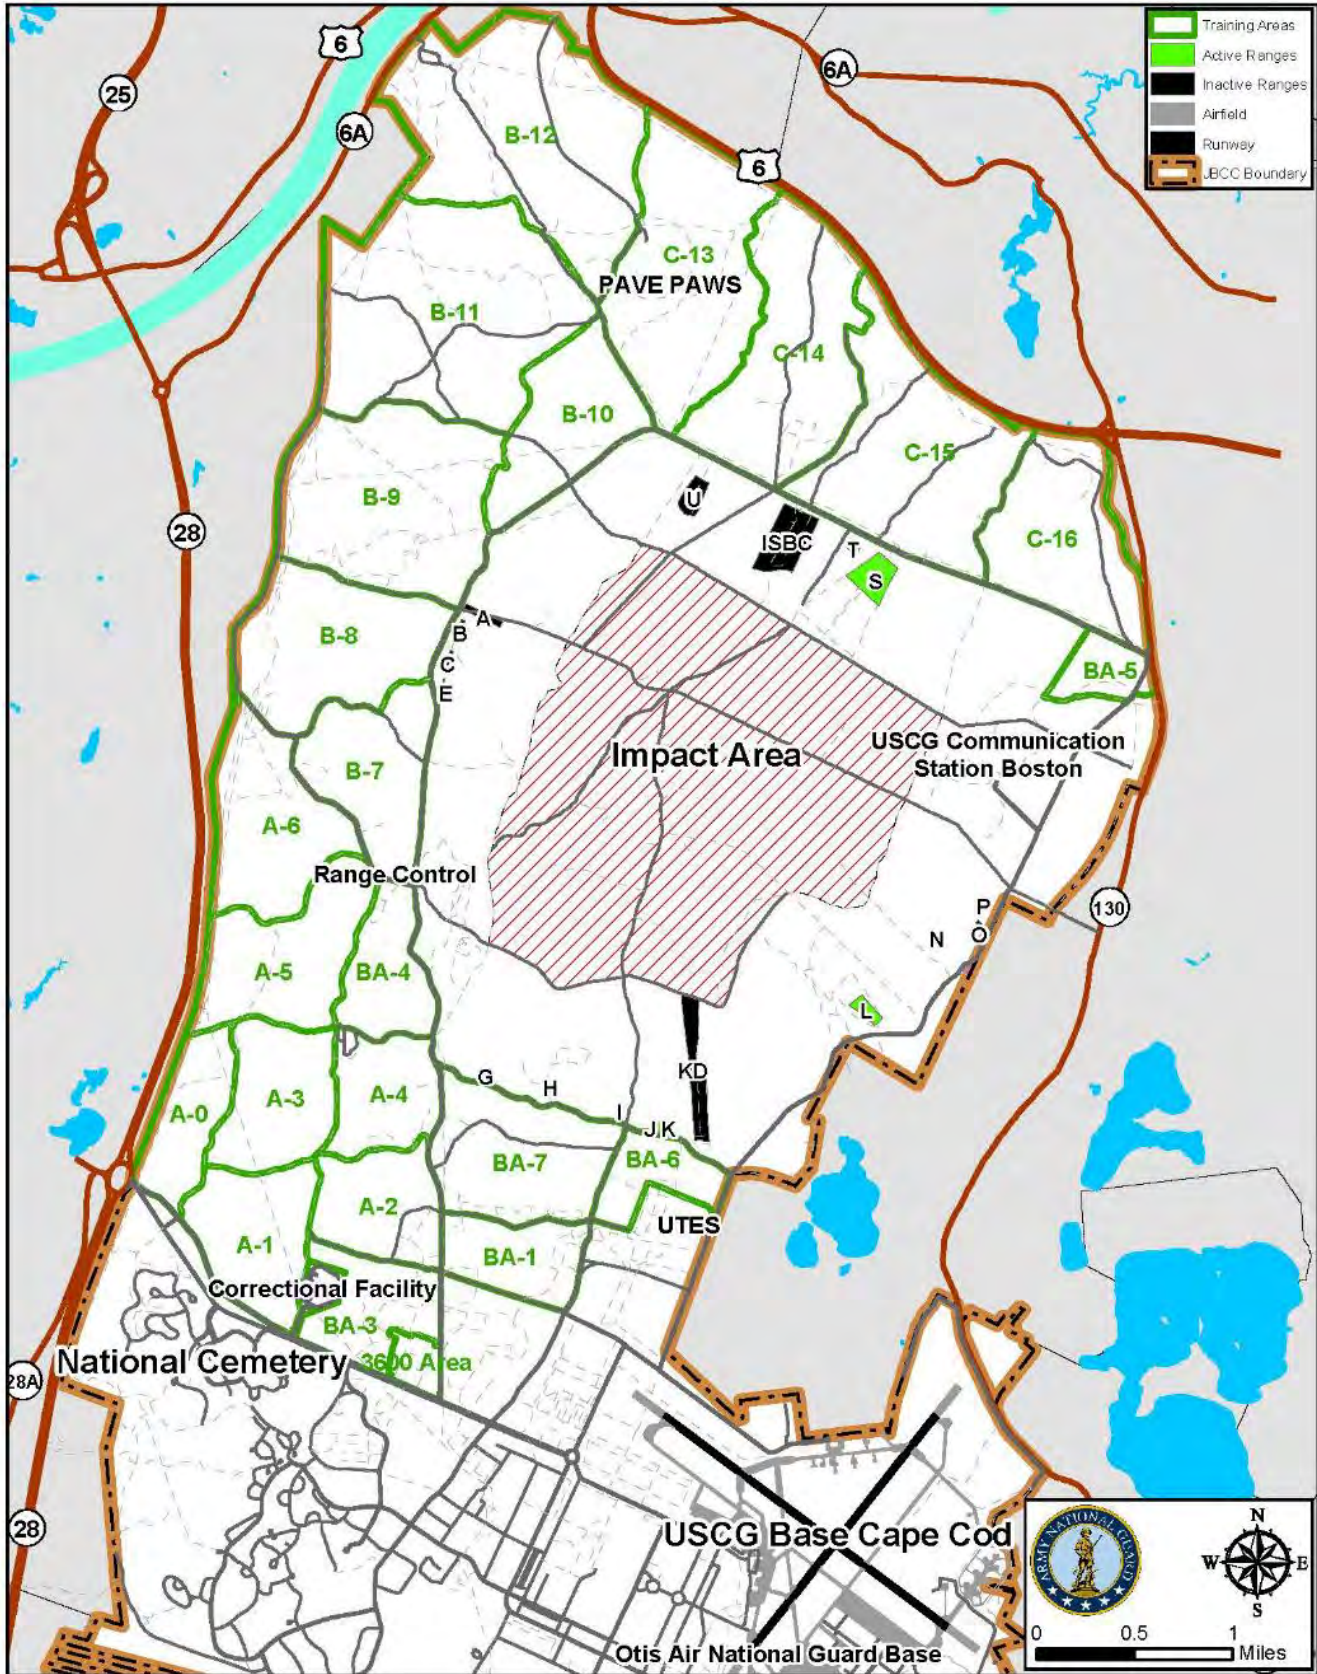 6
25
6A
6A
6
Training Areas
Active Ranges
Inactive Ranges
Airfield
Runway
JBCC Boundary
B-12
C-13
PAVE PAWS
B-11
C-14
B-10
C-15
B-9
U
ISBC
T
S
C-16
28
A
B
B-8
C
E
BA-5
Impact Area
USCG Communication
Station Boston
B-7
A-6
Range Control
P
O
N
130
A-5
BA-4
L
G
H
I
J K
KD
A-0
A-3
A-4
BA-7
BA-6
A-2
UTES
A-1
BA-1
Correctional Facility
BA-3
3600 Area
National Cemetery
28A
28
USCG Base Cape Cod
Otis Air National Guard Base
ARMY NATIONAL GUARD
N
W E
S
0 0.5 1
Miles